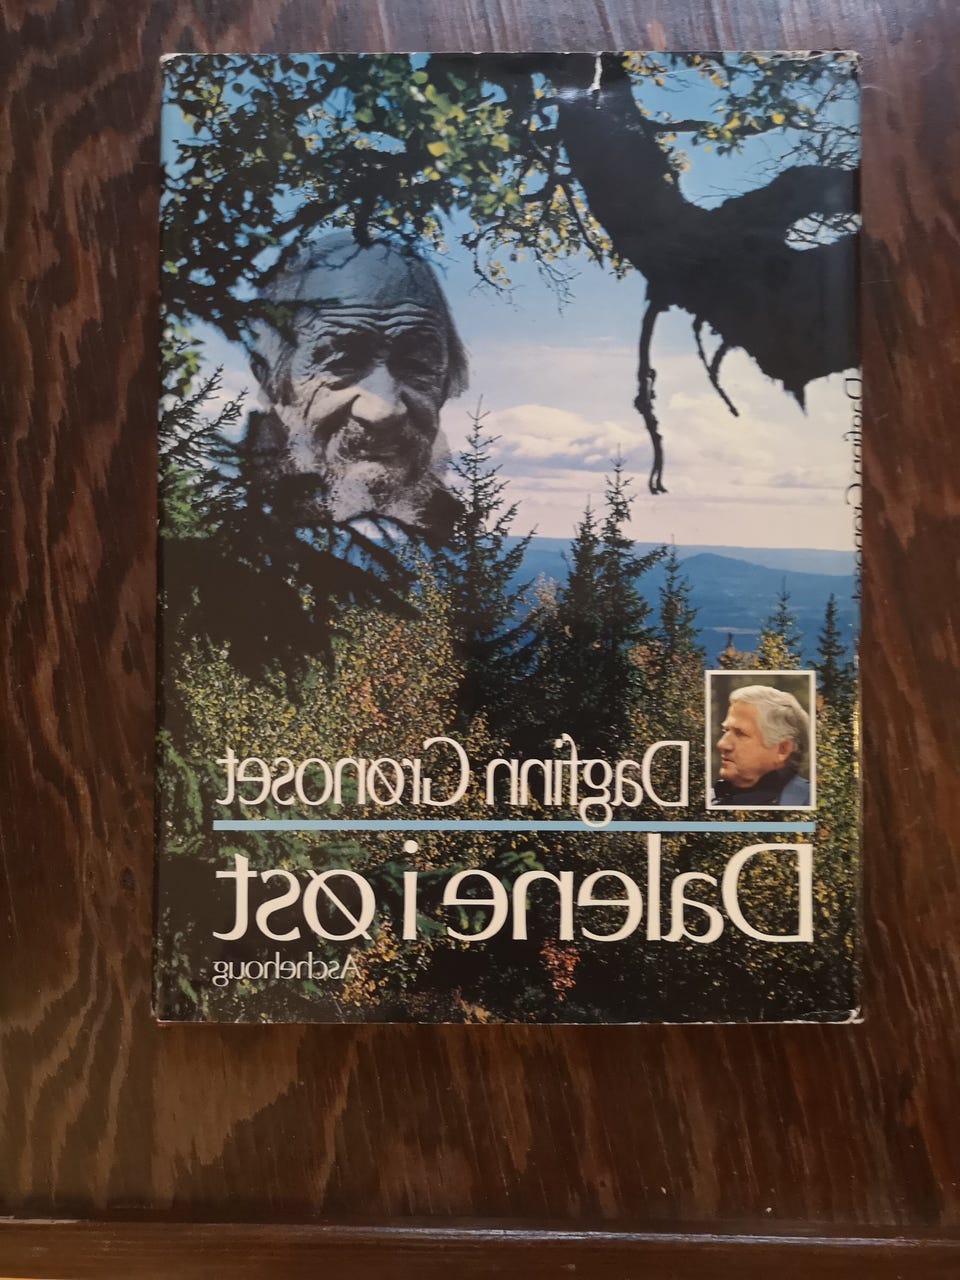 Dagfinn Grønoset
Dalene i øst
Aschehoug